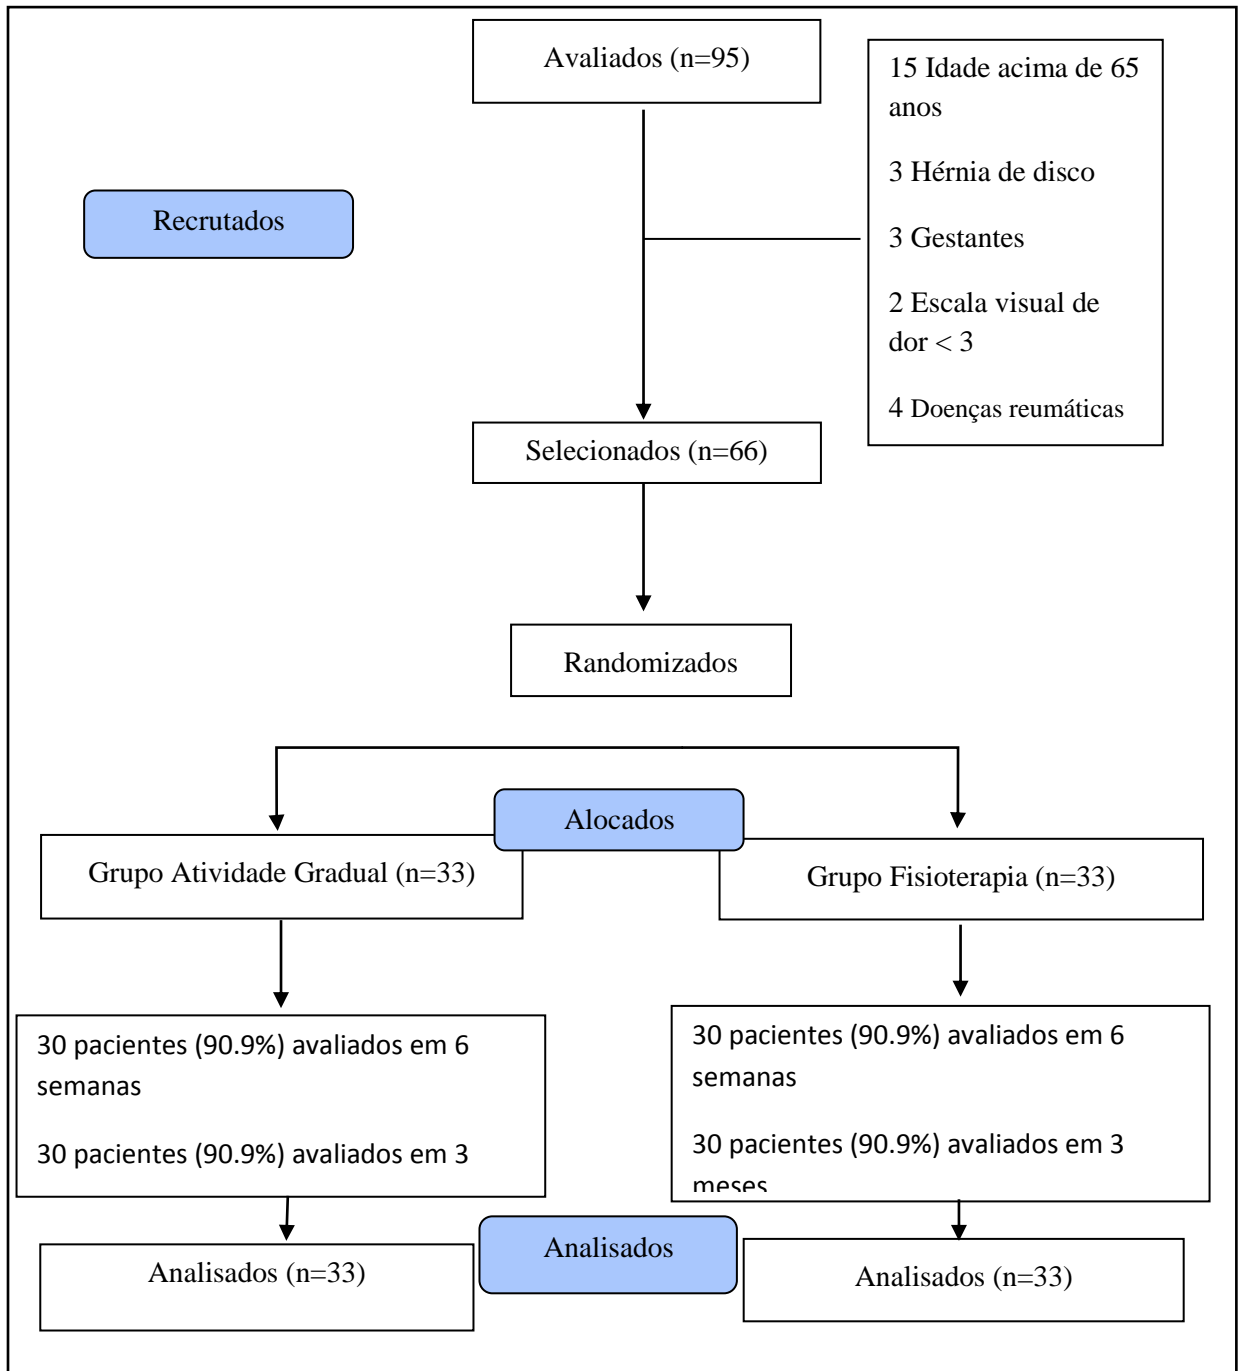 Avaliados (n=95)
15 Idade acima de 65
anos
3 Hérnia de disco
3 Gestantes
2 Escala visual de
dor < 3
4 Doenças reumáticas
Recrutados
Selecionados (n=66)
Randomizados
Alocados
Grupo Atividade Gradual (n=33)
Grupo Fisioterapia (n=33)
30 pacientes (90.9%) avaliados em 6
semanas
30 pacientes (90.9%) avaliados em 3
30 pacientes (90.9%) avaliados em 6
semanas
30 pacientes (90.9%) avaliados em 3
meses
Analisados
Analisados (n=33)
Analisados (n=33)